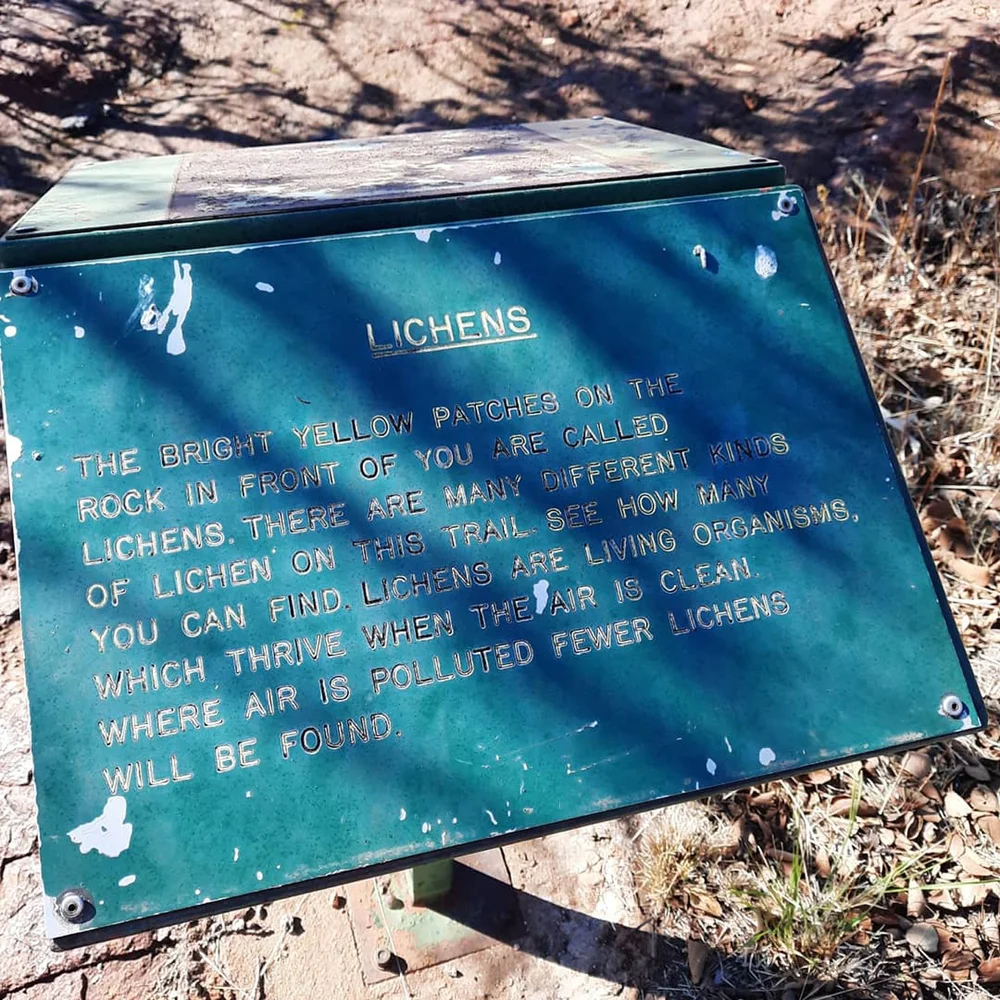 LICHENS
THE BRIGHT YELLOW PATCHES ON THE
ROCK IN FRONT OF YOU ARE CALLED
LICHENS. THERE ARE MANY DIFFERENT KINDS
OF LICHEN ON THIS TRAIL. SEE HOW MANY
YOU CAN FIND. LICHENS ARE LIVING ORGANISMS,
WHICH THRIVE WHEN THE AIR IS CLEAN.
WHERE AIR IS POLLUTED FEWER LICHENS
WILL BE FOUND.